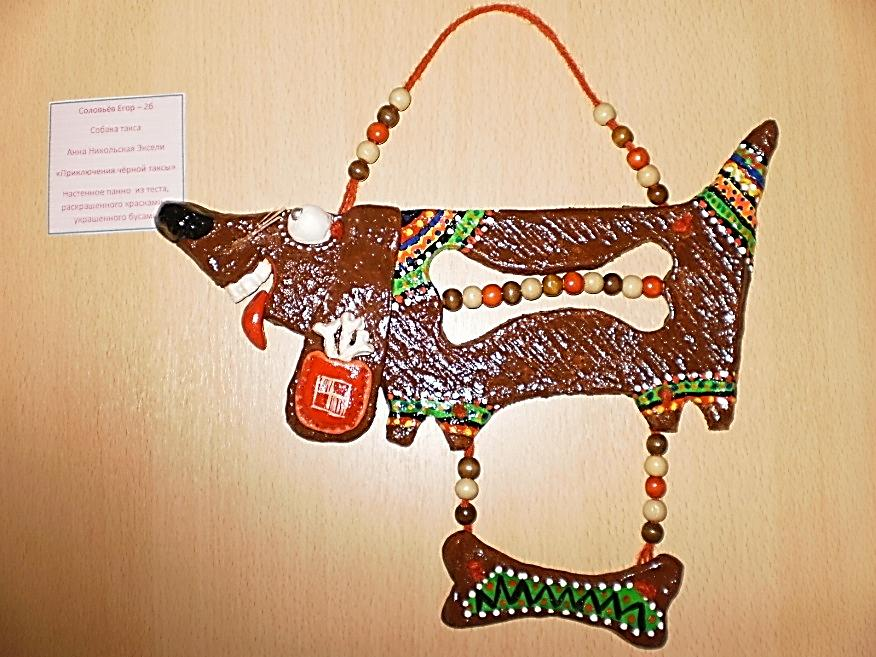 Соловьёв Егор – 2б
Собака такса
Анна Никольская Эксели
«Приключения чёрной таксы»
Настенное панно из теста,
раскрашенного красками,
украшенного бусами